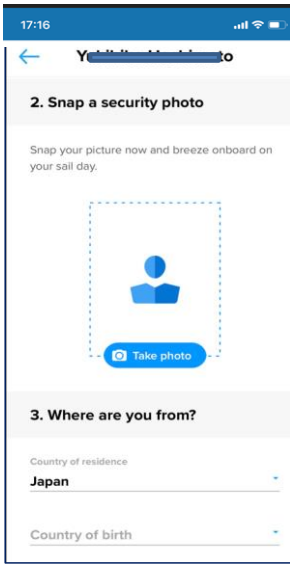 17:16
2. Snap a security photo
Snap your picture now and breeze onboard on
your sail day.
Take photo
3. Where are you from?
Country of residence
Japan
Country of birth